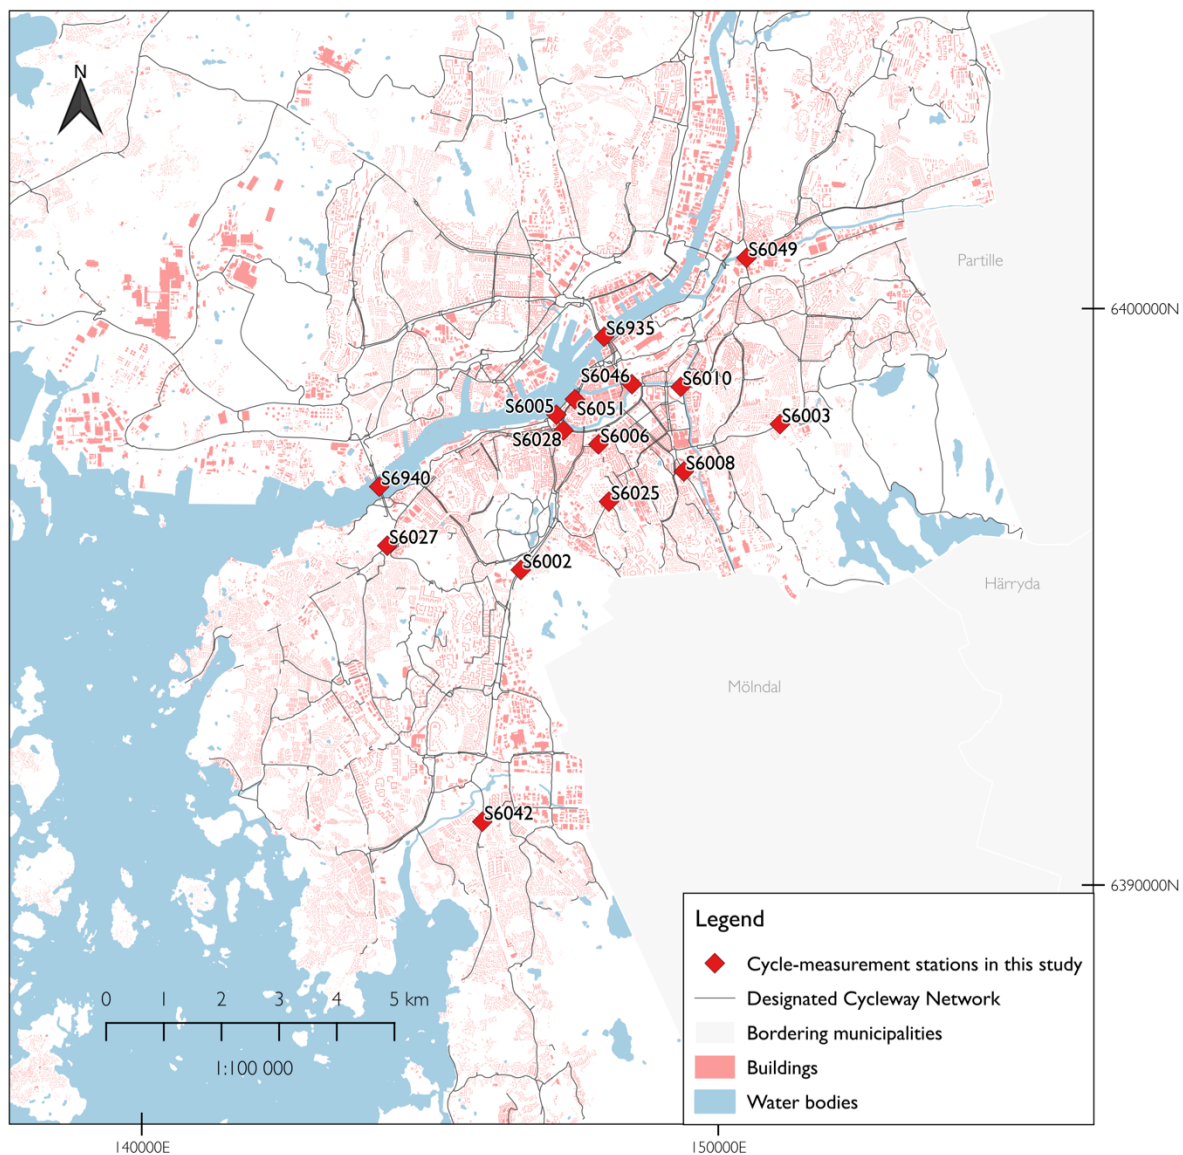 N
S6049
Partille
6400000N
S6935
S6046
S6010
S6005
S6051
S6003
S6028
S6006
S6008
S6940
S6025
S6027
S6002
Härryda
Mölndal
S6042
6390000N
Legend
Cycle-measurement stations in this study
Designated Cycleway Network
Bordering municipalities
Buildings
Water bodies
0 1 2 3 4 5 km
1:100 000
140000E
150000E